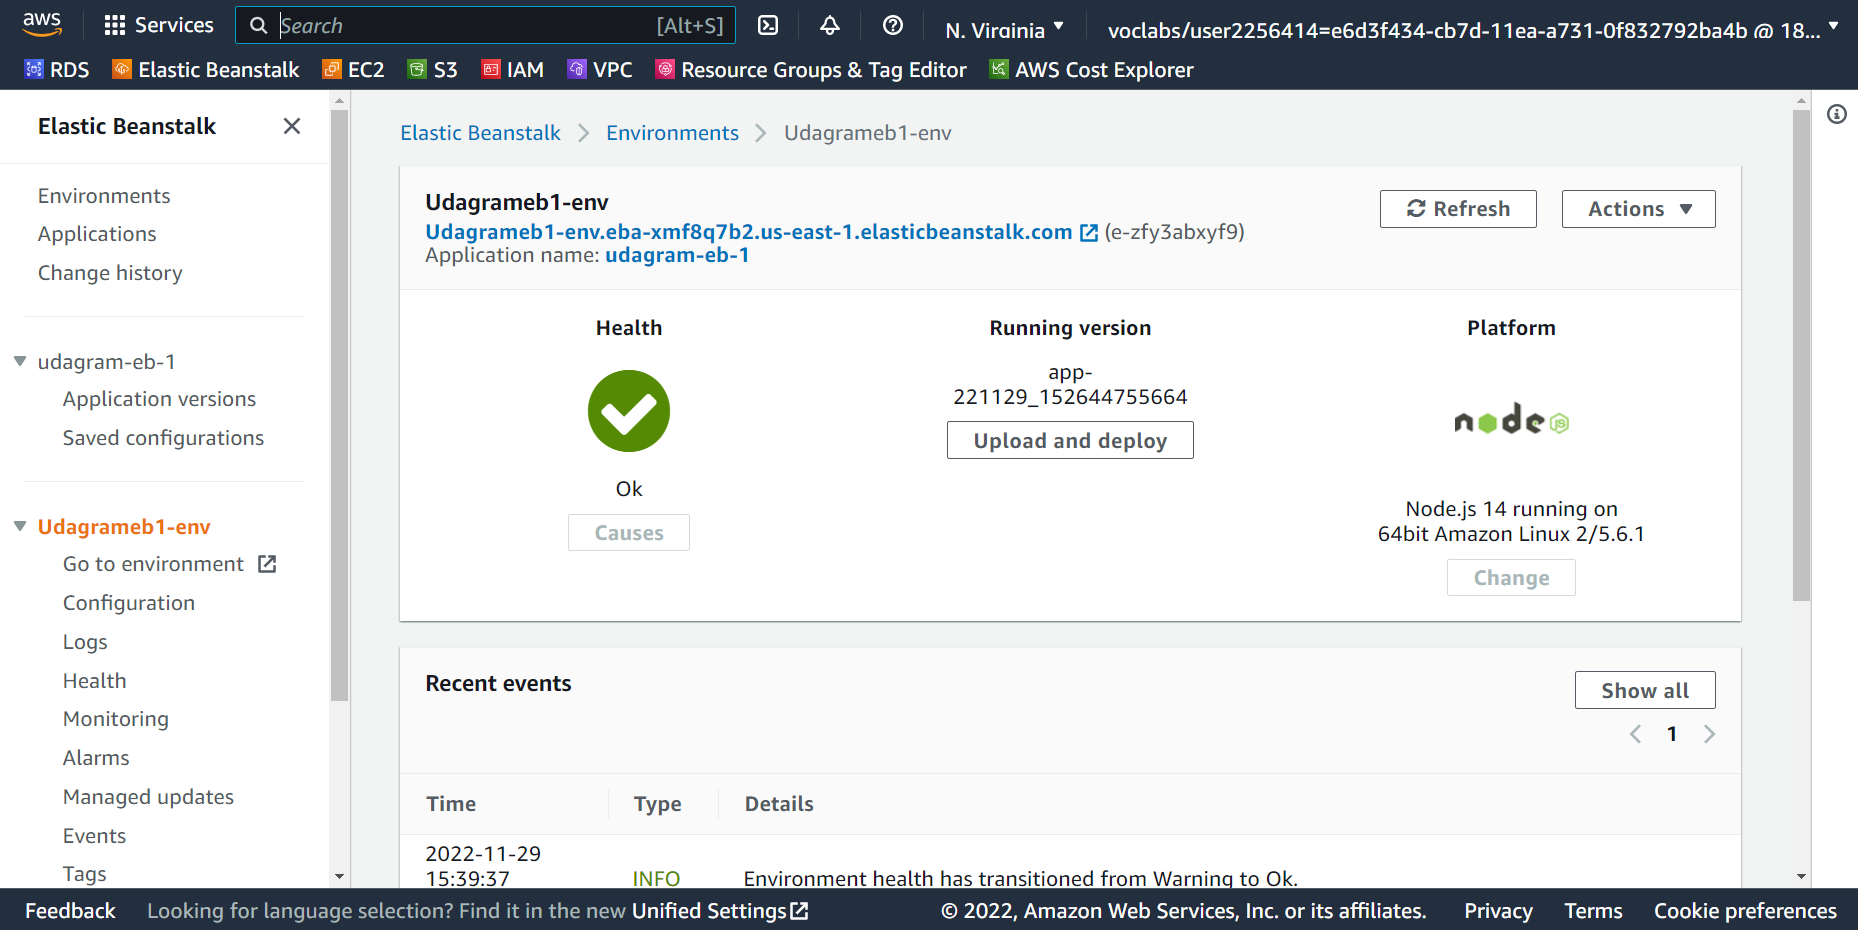 aws
Services
Search [Alt+S]
N. Virginia
voclabs/user2256414=e6d3f434-cb7d-11ea-a731-0f832792ba4b @ 18...
RDS
Elastic Beanstalk
EC2
S3
IAM
VPC
Resource Groups & Tag Editor
AWS Cost Explorer
Elastic Beanstalk
Environments
Applications
Change history
udagram-eb-1
Application versions
Saved configurations
Udagrameb1-env
Go to environment
Configuration
Logs
Health
Monitoring
Alarms
Managed updates
Events
Tags
Elastic Beanstalk
Environments
Udagrameb1-env
Udagrameb1-env
Udagrameb1-env.eba-xmf8q7b2.us-east-1.elasticbeanstalk.com (e-zfy3abxyf9)
Application name: udagram-eb-1
Refresh
Actions
Health
Ok
Causes
Running version
app-
221129_152644755664
Upload and deploy
Platform
node
JS
Node.js 14 running on
64bit Amazon Linux 2/5.6.1
Change
Recent events
Show all
1
Time
Type
Details
2022-11-29
15:39:37
INFO
Environment health has transitioned from Warning to Ok.
Feedback
Looking for language selection? Find it in the new Unified Settings
© 2022, Amazon Web Services, Inc. or its affiliates.
Privacy
Terms
Cookie preferences